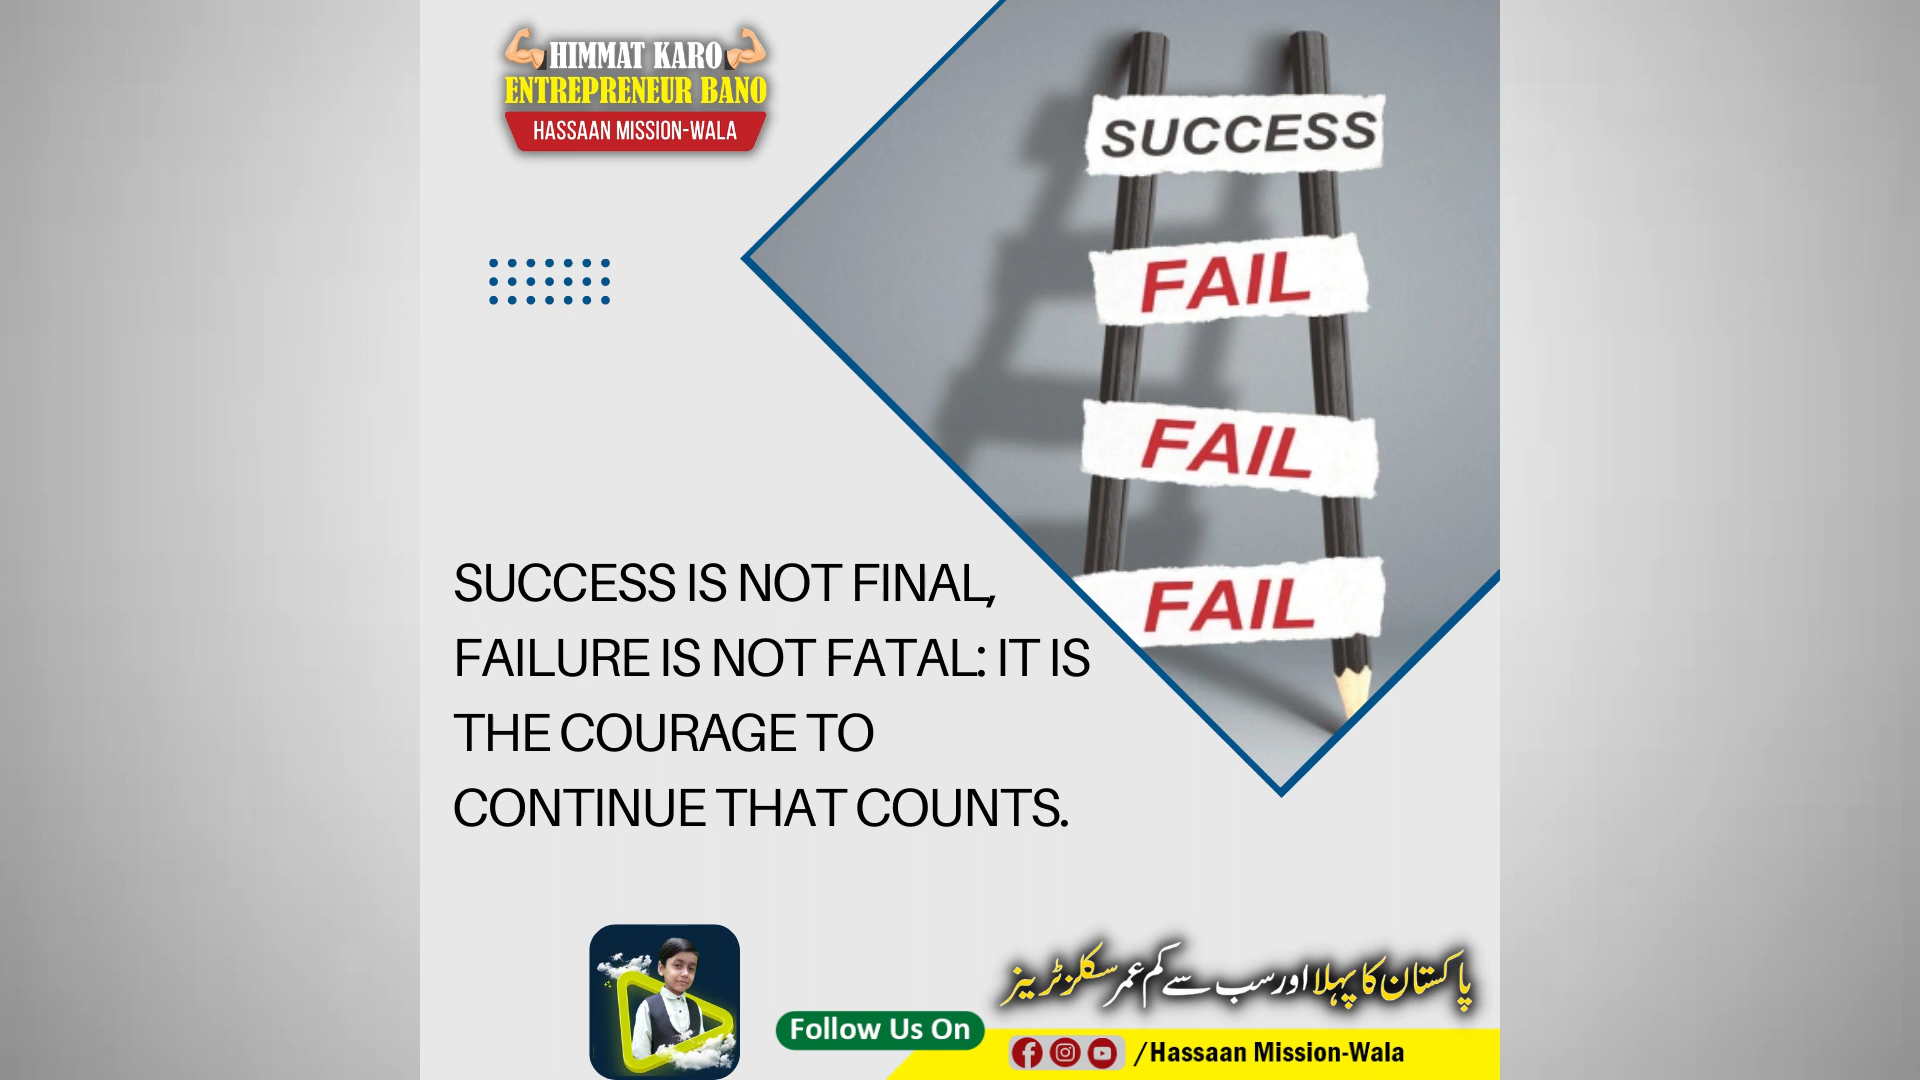 HIMMAT KARO
ENTREPRENEUR BANO
HASSAAN MISSION-WALA
SUCCESS
FAIL
FAIL
FAIL
SUCCESS IS NOT FINAL,
FAILURE IS NOT FATAL: IT IS
THE COURAGE TO
CONTINUE THAT COUNTS.
پاکستان کا پہلا اور سب سے کم عمر سکلز ٹرینر
Follow Us On
/Hassaan Mission-Wala